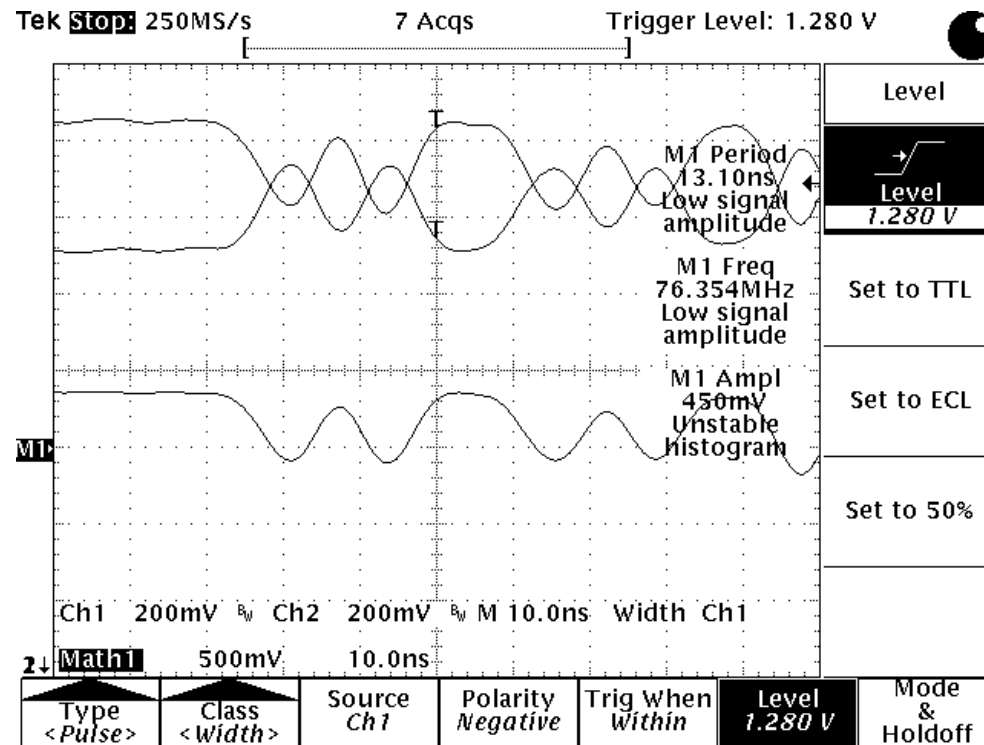 Tek Stop: 250MS/s 7 Acqs Trigger Level: 1.280 V
[ ]
T
T
M1 Period
13.10ns
Low signal
amplitude
M1 Freq
76.354MHz
Low signal
amplitude
M1 Ampl
450mV
Unstable
histogram
M1
Ch1 200mV BW Ch2 200mV BW M 10.0ns Width Ch1
2↓ Math1 500mV 10.0ns
Level
Level
1.280 V
Set to TTL
Set to ECL
Set to 50%
Type
<Pulse>
Class
<Width>
Source
Ch1
Polarity
Negative
Trig When
Within
Level
1.280 V
Mode
&
Holdoff